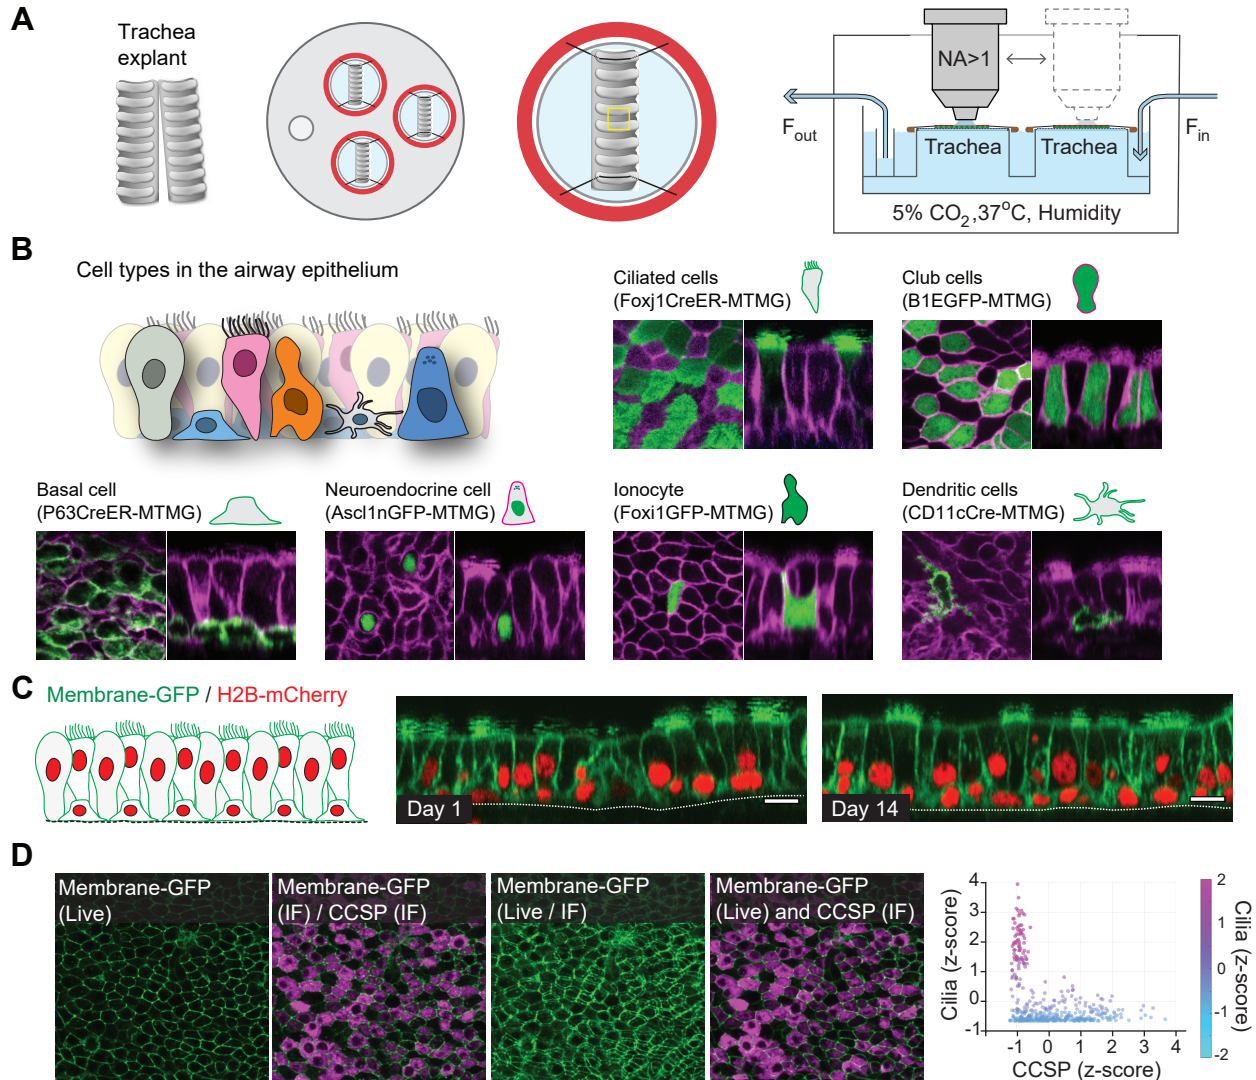 A
Trachea
explant
NA>1
Fout
Fin
Trachea
Trachea
5% CO2,37oC, Humidity
B
Cell types in the airway epithelium
Ciliated cells
(Foxj1CreER-MTMG)
Club cells
(B1EGFP-MTMG)
Basal cell
(P63CreER-MTMG)
Neuroendocrine cell
(Ascl1nGFP-MTMG)
Ionocyte
(Foxi1GFP-MTMG)
Dendritic cells
(CD11cCre-MTMG)
C
Membrane-GFP / H2B-mCherry
Day 1
Day 14
D
Membrane-GFP
(Live)
Membrane-GFP
(IF) / CCSP (IF)
Membrane-GFP
(Live / IF)
Membrane-GFP
(Live) and CCSP (IF)
Cilia (z-score)
4
3
2
1
0
-1
-1 0 1 2 3 4
CCSP (z-score)
2
1
0
-1
-2
Cilia (z-score)